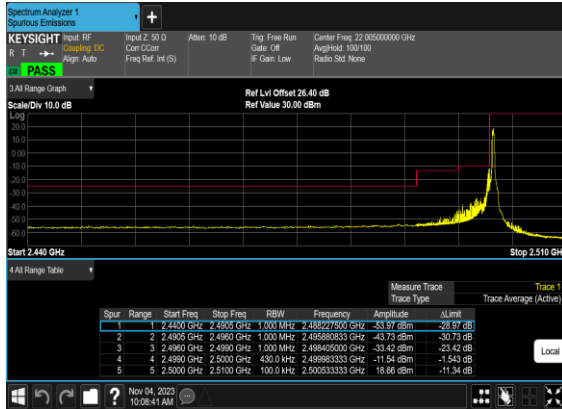 Spectrum Analyzer 1
Spurious Emissions
+
KEYSIGHT Input: RF Input Z: 50 Ω Atten: 10 dB Trig: Free Run Center Freq: 22.005000000 GHz
R T Coupling: DC Corr CCorr Gate: Off Avg|Hold: 100/100
Align: Auto Freq Ref: Int (S) IF Gain: Low Radio Std: None
PASS
3 All Range Graph
Ref Lvl Offset 26.40 dB
Scale/Div 10.0 dB Ref Value 30.00 dBm
Log
20.0
10.0
0.00
-10.0
-20.0
-30.0
-40.0
-50.0
-60.0
Start 2.440 GHz Stop 2.510 GH
4 All Range Table
Measure Trace Trace 1
Trace Type Trace Average (Active)
Spur Range Start Freq Stop Freq RBW Frequency Amplitude ΔLimit
1 1 2.4400 GHz 2.4905 GHz 1.000 MHz 2.488227500 GHz -53.97 dBm -28.97 dB
2 2 2.4905 GHz 2.4960 GHz 1.000 MHz 2.495880833 GHz -43.73 dBm -30.73 dB
3 3 2.4960 GHz 2.4990 GHz 1.000 MHz 2.498405000 GHz -33.42 dBm -23.42 dB
4 4 2.4990 GHz 2.5000 GHz 430.0 kHz 2.499983333 GHz -11.54 dBm -1.543 dB
5 5 2.5000 GHz 2.5100 GHz 100.0 kHz 2.500533333 GHz 18.66 dBm -11.34 dB
Local
? Nov 04, 2023
10:08:41 AM